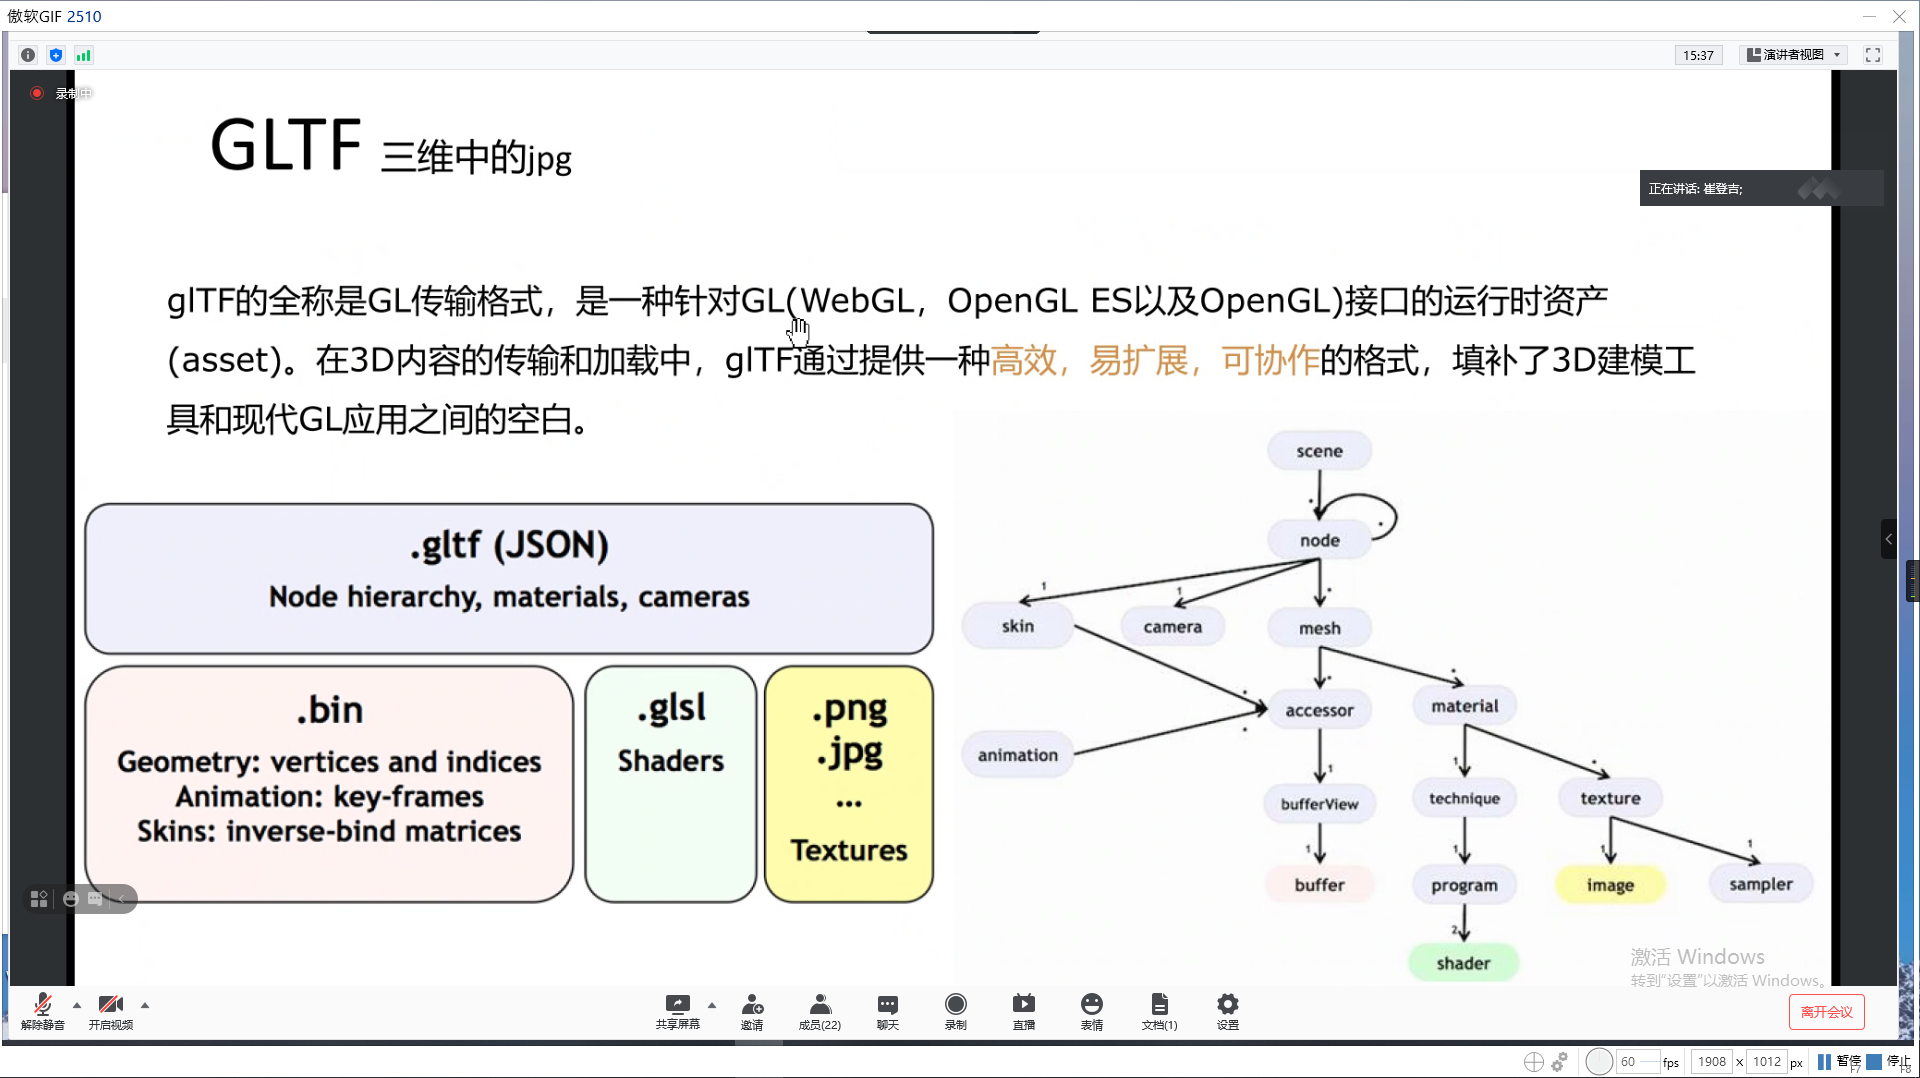 傲软GIF 2510
15:37
演讲者视图
录制中
GLTF 三维中的jpg
正在讲话: 崔登吉;
glTF的全称是GL传输格式，是一种针对GL(WebGL，OpenGL ES以及OpenGL)接口的运行时资产
(asset)。在3D内容的传输和加载中，glTF通过提供一种高效，易扩展，可协作的格式，填补了3D建模工
具和现代GL应用之间的空白。
.gltf (JSON)
Node hierarchy, materials, cameras
.bin
Geometry: vertices and indices
Animation: key-frames
Skins: inverse-bind matrices
.glsl
Shaders
.png
.jpg
...
Textures
scene
*
*
node
1
1
*
skin
camera
mesh
*
*
*
*
accessor
material
animation
1
1
*
bufferView
technique
texture
1
1
1
1
buffer
program
image
sampler
2
shader
激活 Windows
转到“设置”以激活 Windows。
解除静音
开启视频
共享屏幕
邀请
成员(22)
聊天
录制
直播
表情
文档(1)
设置
离开会议
60 fps
1908 x 1012 px
暂停 F7
停止 F8